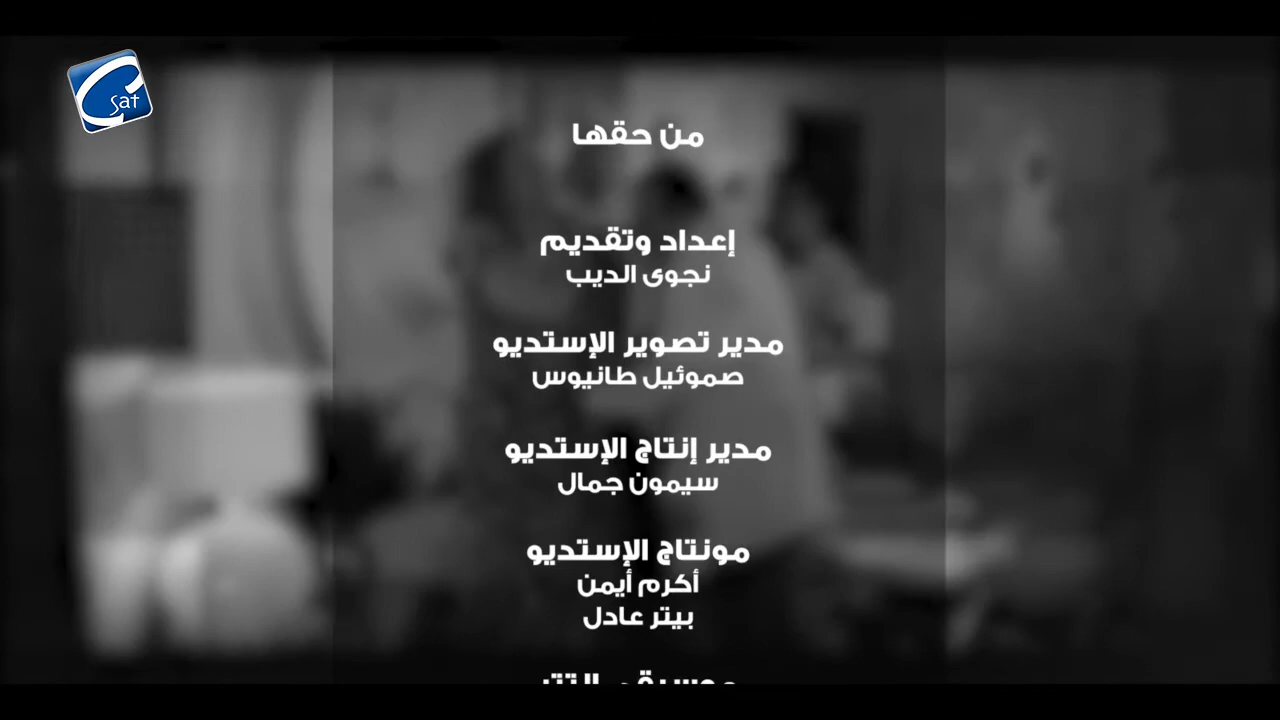 C
Sat
من حقها
إعداد وتقديم
نجوى الديب
مدير تصوير الإستديو
صموئيل طانيوس
مدير إنتاج الإستديو
سيمون جمال
مونتاج الإستديو
أكرم أيمن
بيتر عادل